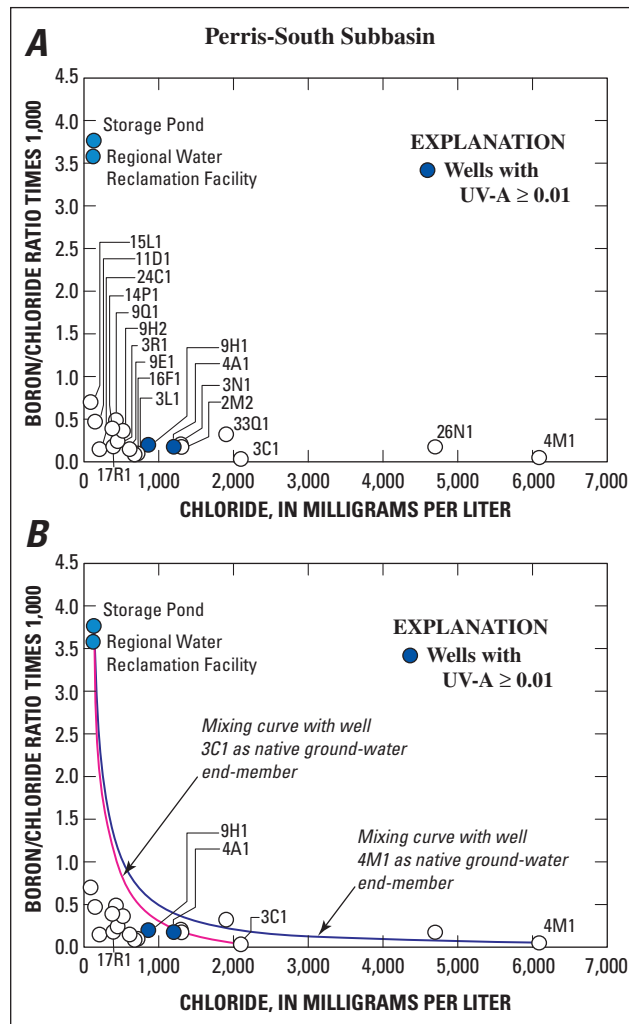 A
Perris-South Subbasin
BORON/CHLORIDE RATIO TIMES 1,000
4.5
4.0
3.5
3.0
2.5
2.0
1.5
1.0
0.5
0.0
Storage Pond
Regional Water
Reclamation Facility
EXPLANATION
Wells with
UV-A ≥ 0.01
15L1
11D1
24C1
14P1
9Q1
9H2
3R1
9E1
16F1
3L1
9H1
4A1
3N1
2M2
33Q1
3C1
26N1
4M1
17R1
0 1,000 2,000 3,000 4,000 5,000 6,000 7,000
CHLORIDE, IN MILLIGRAMS PER LITER
B
BORON/CHLORIDE RATIO TIMES 1,000
4.5
4.0
3.5
3.0
2.5
2.0
1.5
1.0
0.5
0.0
Storage Pond
Regional Water
Reclamation Facility
EXPLANATION
Wells with
UV-A ≥ 0.01
Mixing curve with well
3C1 as native ground-water
end-member
9H1
4A1
Mixing curve with well
4M1 as native ground-water
end-member
3C1
4M1
17R1
0 1,000 2,000 3,000 4,000 5,000 6,000 7,000
CHLORIDE, IN MILLIGRAMS PER LITER